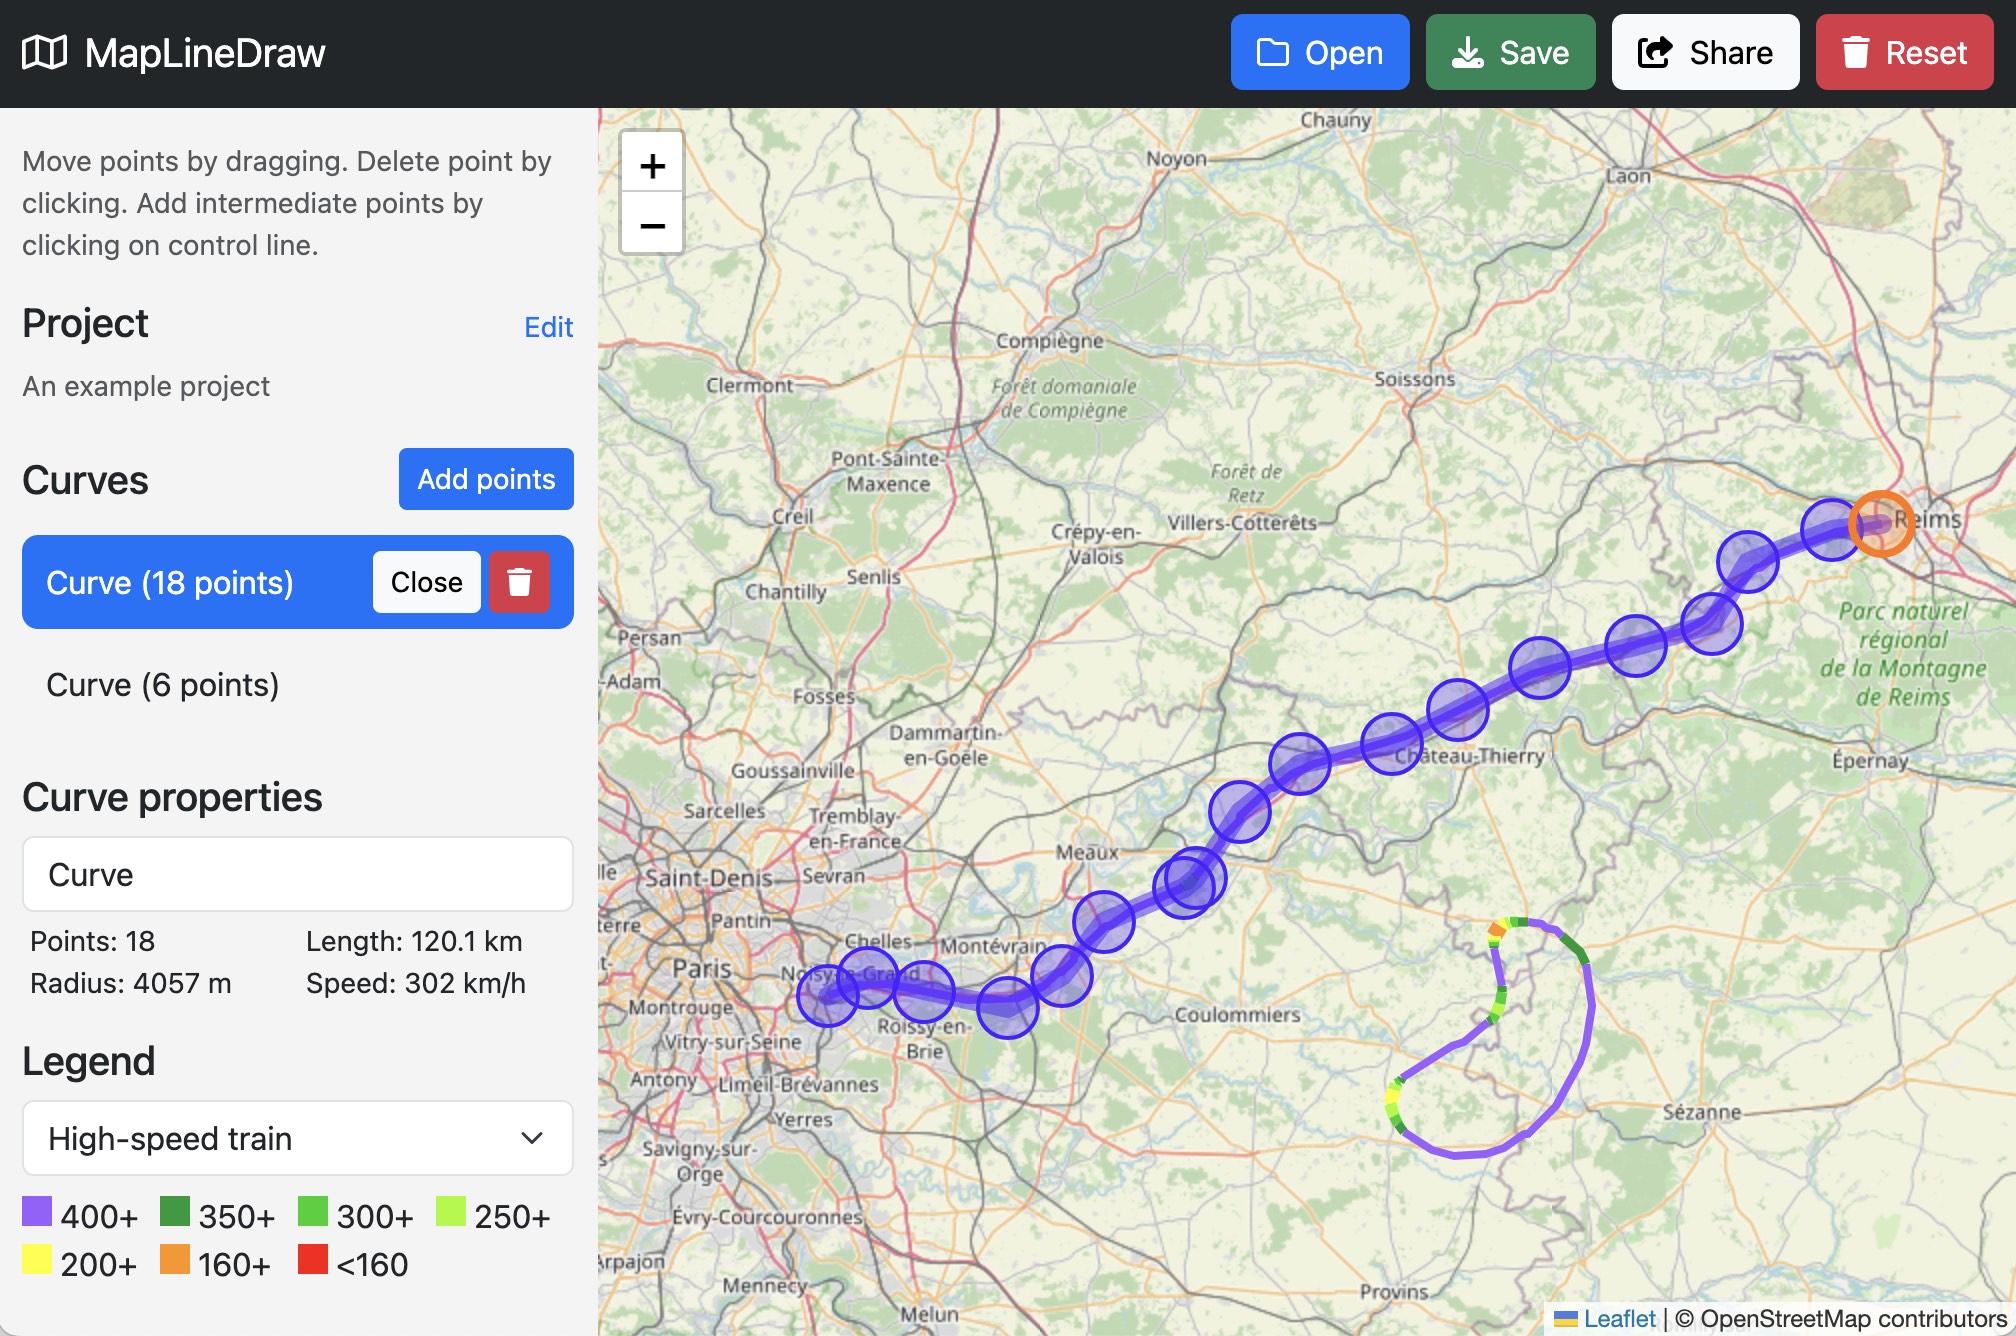 MapLineDraw
Open
Save
Share
Reset
Move points by dragging. Delete point by
clicking. Add intermediate points by
clicking on control line.
Project
Edit
An example project
Curves
Add points
Curve (18 points)
Close
Curve (6 points)
Curve properties
Curve
Points: 18
Length: 120.1 km
Radius: 4057 m
Speed: 302 km/h
Legend
High-speed train
400+
350+
300+
250+
200+
160+
<160
+
−
Chauny
Noyon
Laon
Compiègne
Clermont
Forêt domaniale
de Compiègne
Soissons
Pont-Sainte-
Maxence
Forêt de
Retz
Creil
Villers-Cotterêts
Crépy-en-
Valois
Reims
Senlis
Chantilly
Parc naturel
régional
de la Montagne
de Reims
Persan
-Adam
Fosses
Dammartin-
en-Goële
Château-Thierry
Épernay
Goussainville
Sarcelles
Tremblay-
en-France
Meaux
lle
Saint-Denis
Sevran
erre
Pantin
Chelles
Montévrain
t-
Paris
Noisy-le-Grand
Montrouge
Coulommiers
Roissy-en-
Brie
Vitry-sur-Seine
Antony
Limeil-Brévannes
Yerres
Sézanne
Savigny-sur-
Orge
s
Évry-Courcouronnes
Arpajon
Mennecy
Provins
Melun
Leaflet | © OpenStreetMap contributors